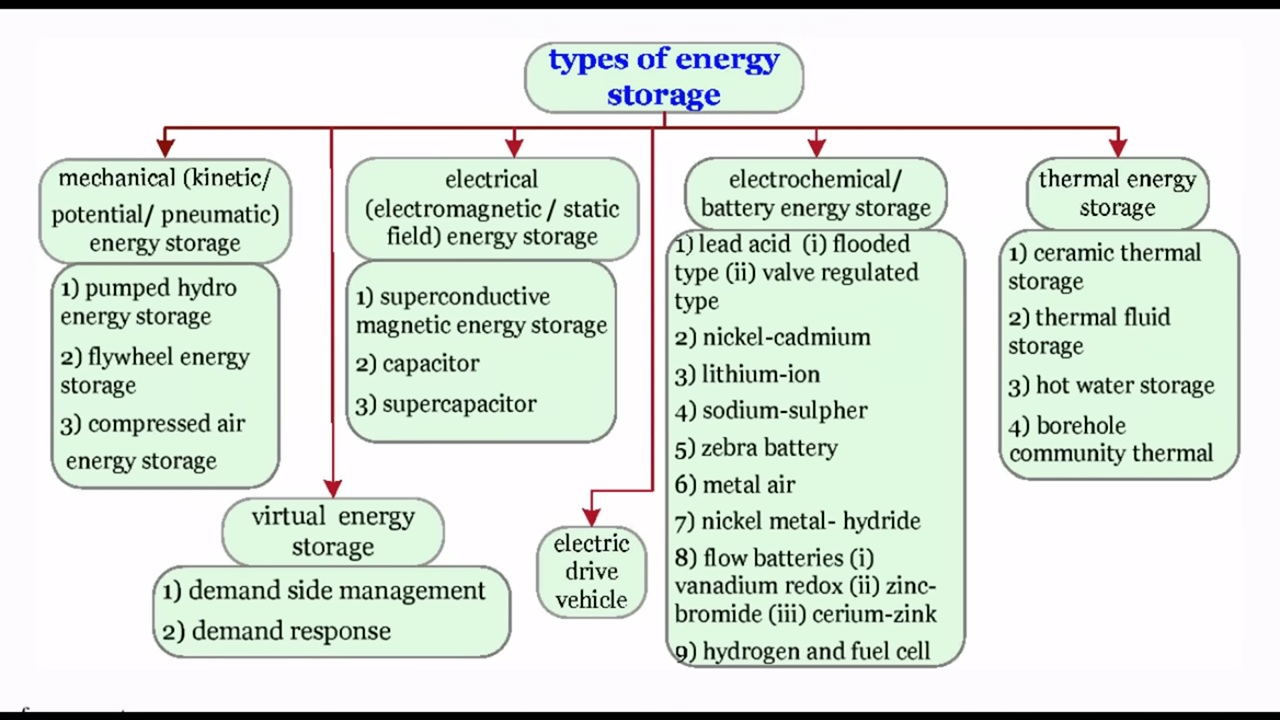 types of energy
storage
mechanical (kinetic/
potential/ pneumatic)
energy storage
1) pumped hydro
energy storage
2) flywheel energy
storage
3) compressed air
energy storage
virtual energy
storage
1) demand side management
2) demand response
electrical
(electromagnetic / static
field) energy storage
1) superconductive
magnetic energy storage
2) capacitor
3) supercapacitor
electric
drive
vehicle
electrochemical/
battery energy storage
1) lead acid (i) flooded
type (ii) valve regulated
type
2) nickel-cadmium
3) lithium-ion
4) sodium-sulpher
5) zebra battery
6) metal air
7) nickel metal- hydride
8) flow batteries (i)
vanadium redox (ii) zinc-
bromide (iii) cerium-zink
9) hydrogen and fuel cell
thermal energy
storage
1) ceramic thermal
storage
2) thermal fluid
storage
3) hot water storage
4) borehole
community thermal